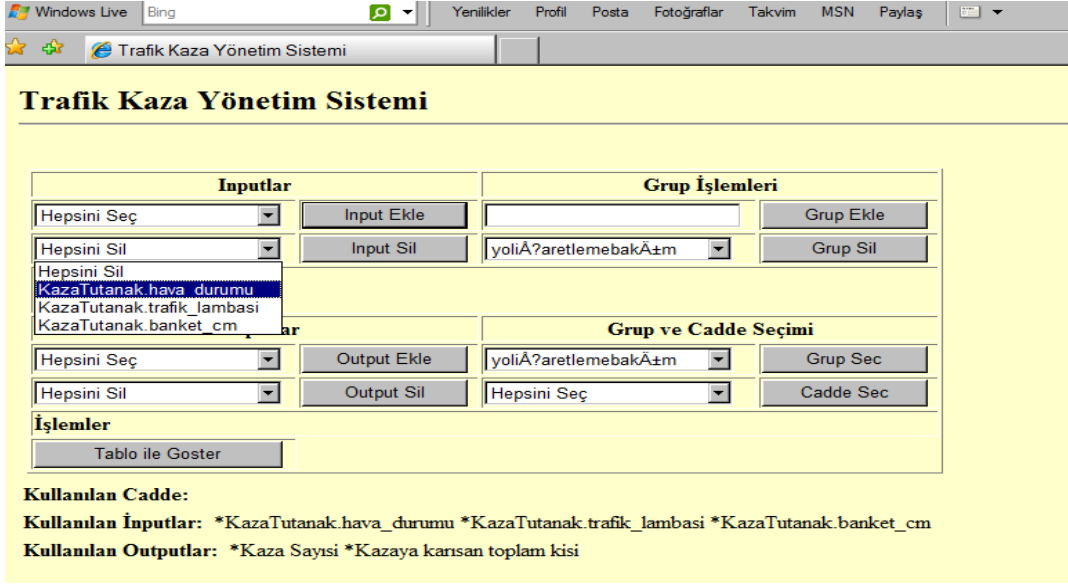 Windows Live Bing Yenilikler Profil Posta Fotoğraflar Takvim MSN Paylaş
Trafik Kaza Yönetim Sistemi
Trafik Kaza Yönetim Sistemi
Inputlar Grup İşlemleri
Hepsini Seç Input Ekle Grup Ekle
Hepsini Sil Input Sil yoliÅ?aretlemebakÄ±m Grup Sil
Hepsini Sil
KazaTutanak.hava_durumu
KazaTutanak.trafik_lambasi
KazaTutanak.banket_cm
ar Grup ve Cadde Seçimi
Hepsini Seç Output Ekle yoliÅ?aretlemebakÄ±m Grup Sec
Hepsini Sil Output Sil Hepsini Seç Cadde Sec
İşlemler
Tablo ile Goster
Kullanılan Cadde:
Kullanılan İnputlar: *KazaTutanak.hava_durumu *KazaTutanak.trafik_lambasi *KazaTutanak.banket_cm
Kullanılan Outputlar: *Kaza Sayısi *Kazaya karısan toplam kisi